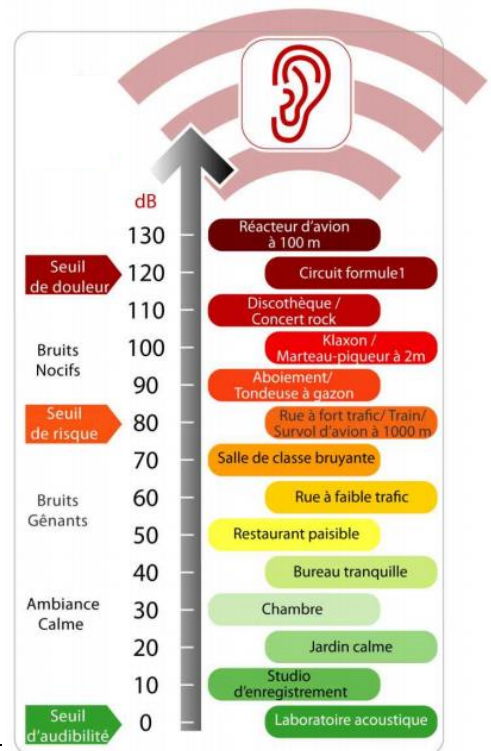 dB
130
Réacteur d'avion
à 100 m
Seuil
de douleur
120
Circuit formule1
110
Discothèque /
Concert rock
Bruits
Nocifs
100
Klaxon /
Marteau-piqueur à 2m
90
Aboiement/
Tondeuse à gazon
Seuil
de risque
80
Rue à fort trafic/ Train/
Survol d'avion à 1000 m
70
Salle de classe bruyante
Bruits
Gênants
60
Rue à faible trafic
50
Restaurant paisible
40
Bureau tranquille
Ambiance
Calme
30
Chambre
20
Jardin calme
10
Studio
d'enregistrement
Seuil
d'audibilité
0
Laboratoire acoustique